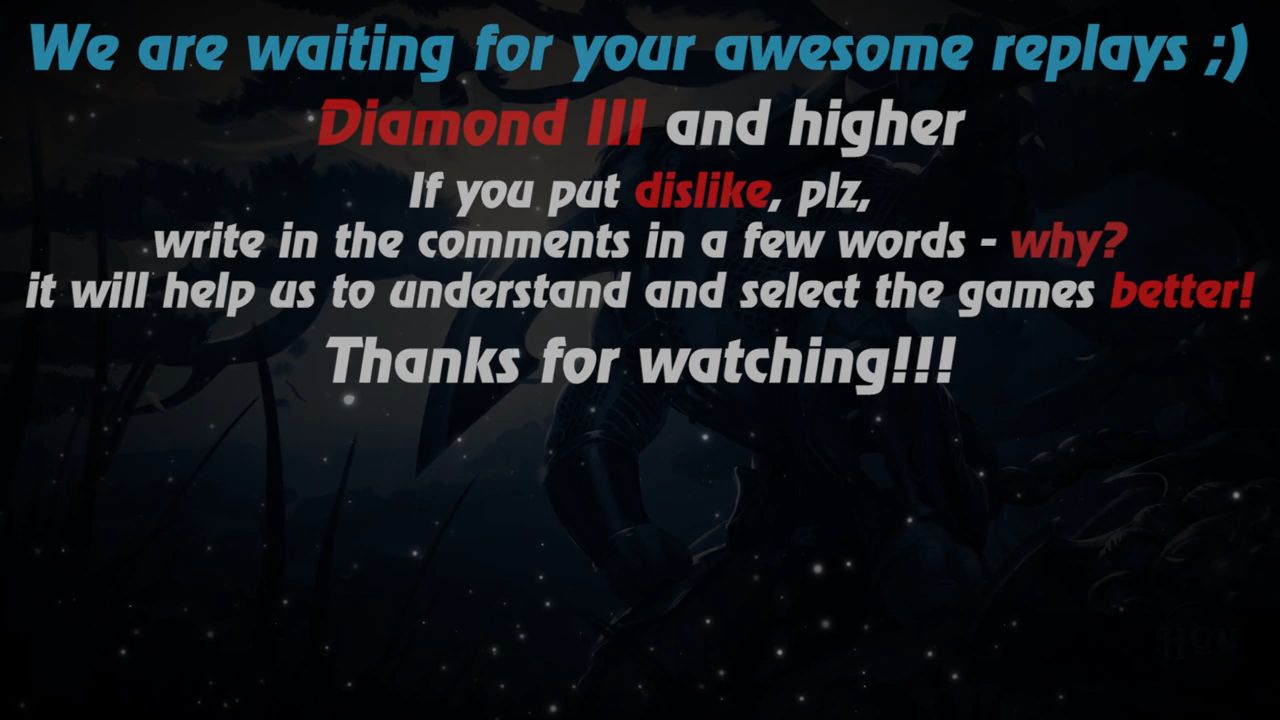 We are waiting for your awesome replays ;)
Diamond III and higher
If you put dislike, plz,
write in the comments in a few words - why?
it will help us to understand and select the games better!
Thanks for watching!!!